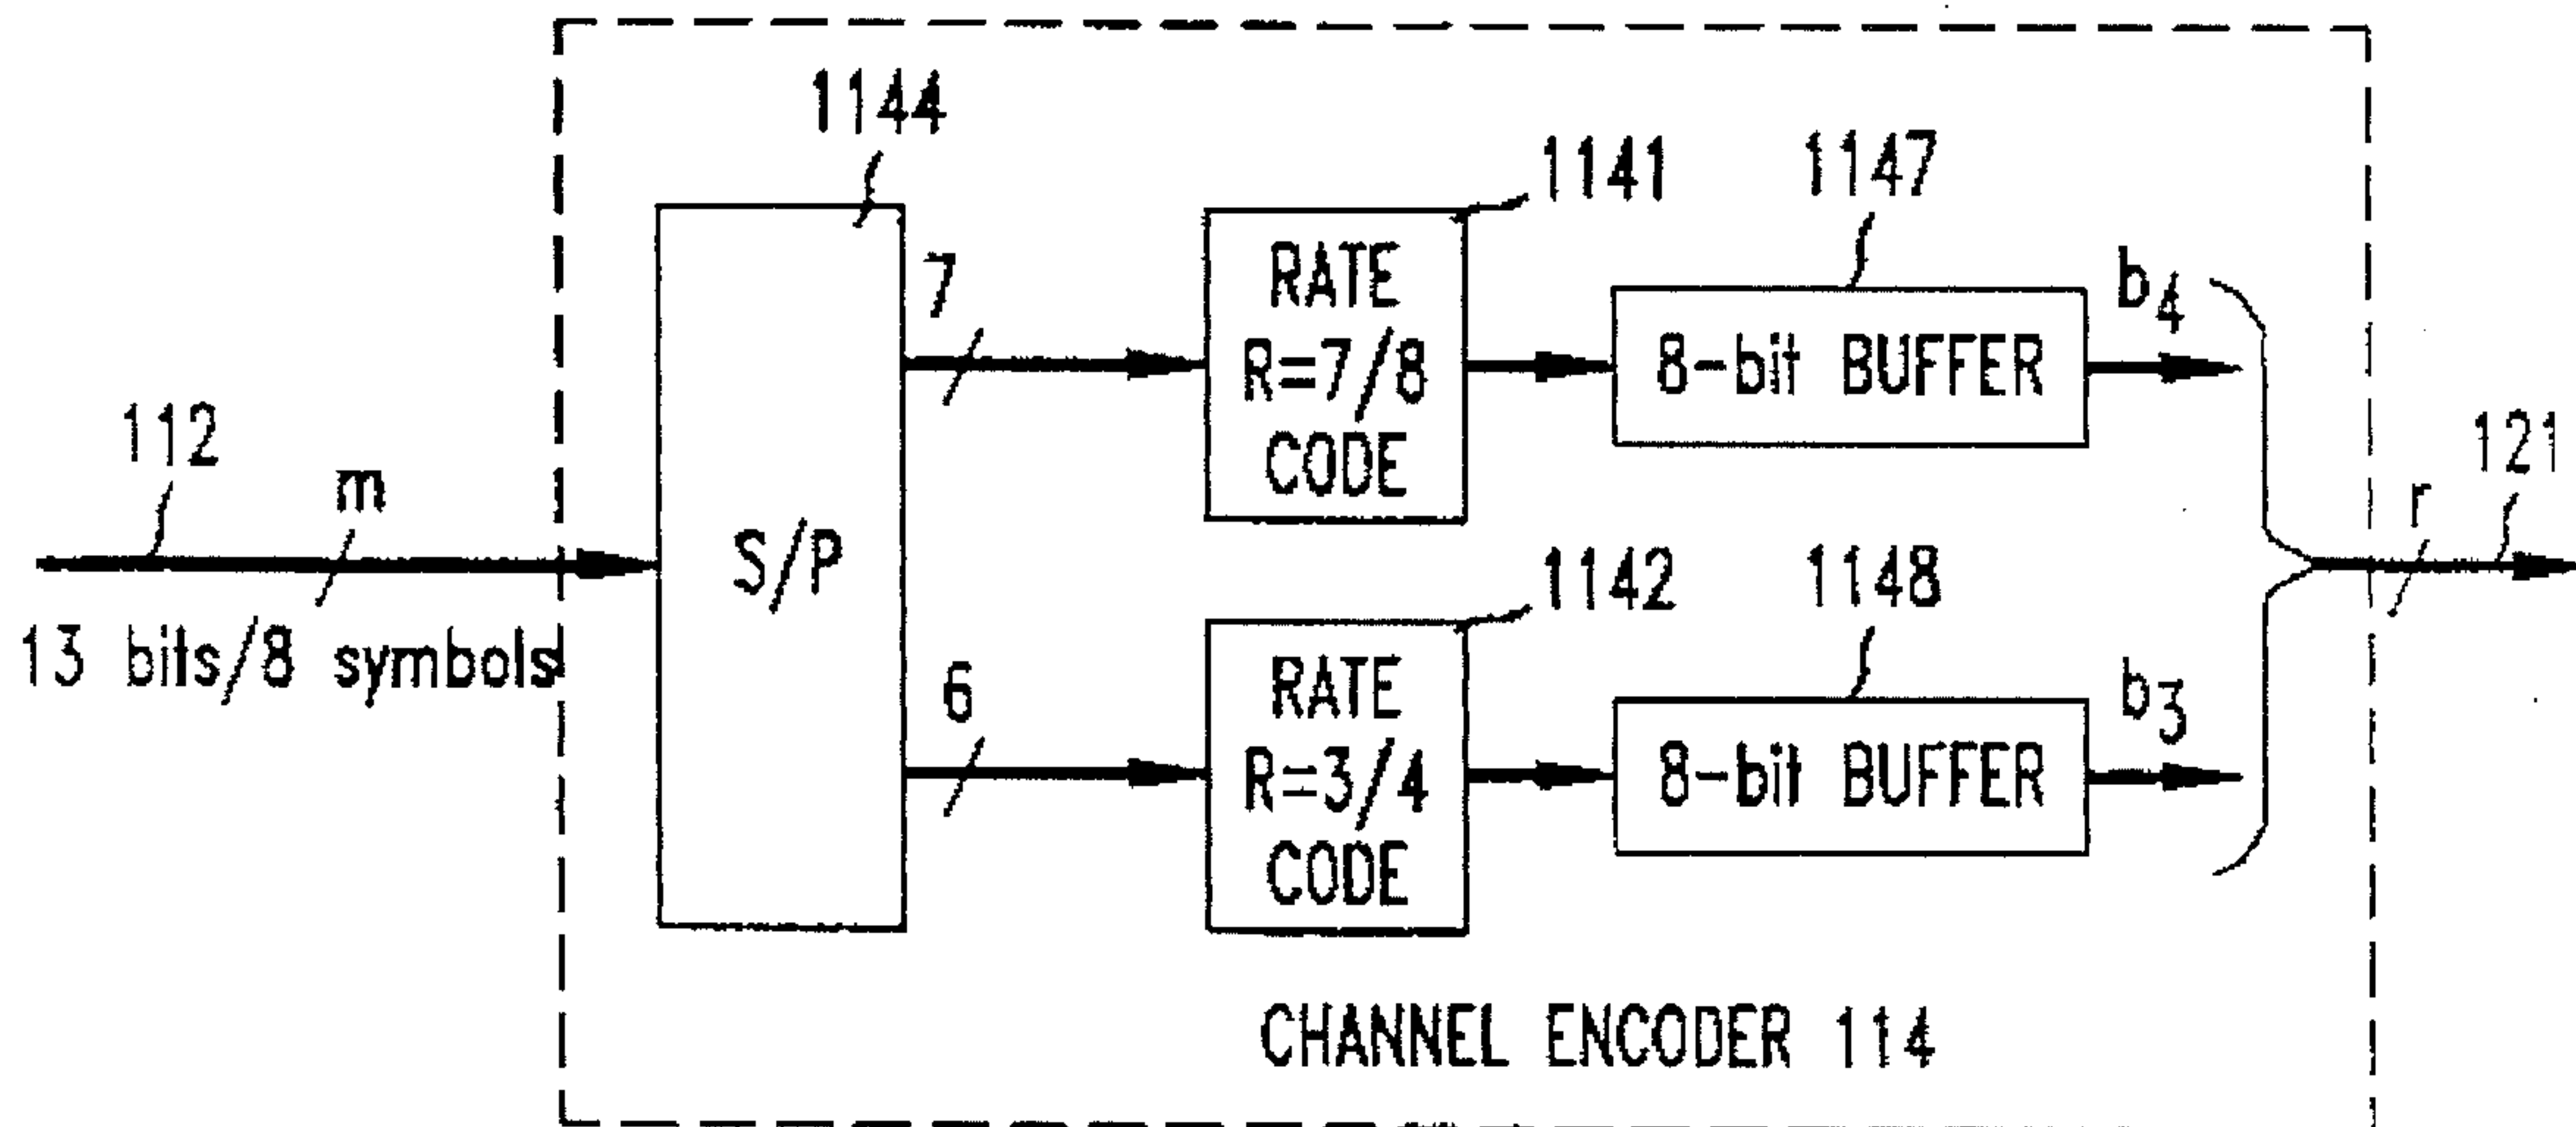 1144
1141
1147
7
RATE
R=7/8
CODE
8-bit BUFFER
b4
112
m
13 bits/8 symbols
S/P
r
121
1142
1148
6
RATE
R=3/4
CODE
8-bit BUFFER
b3
CHANNEL ENCODER 114